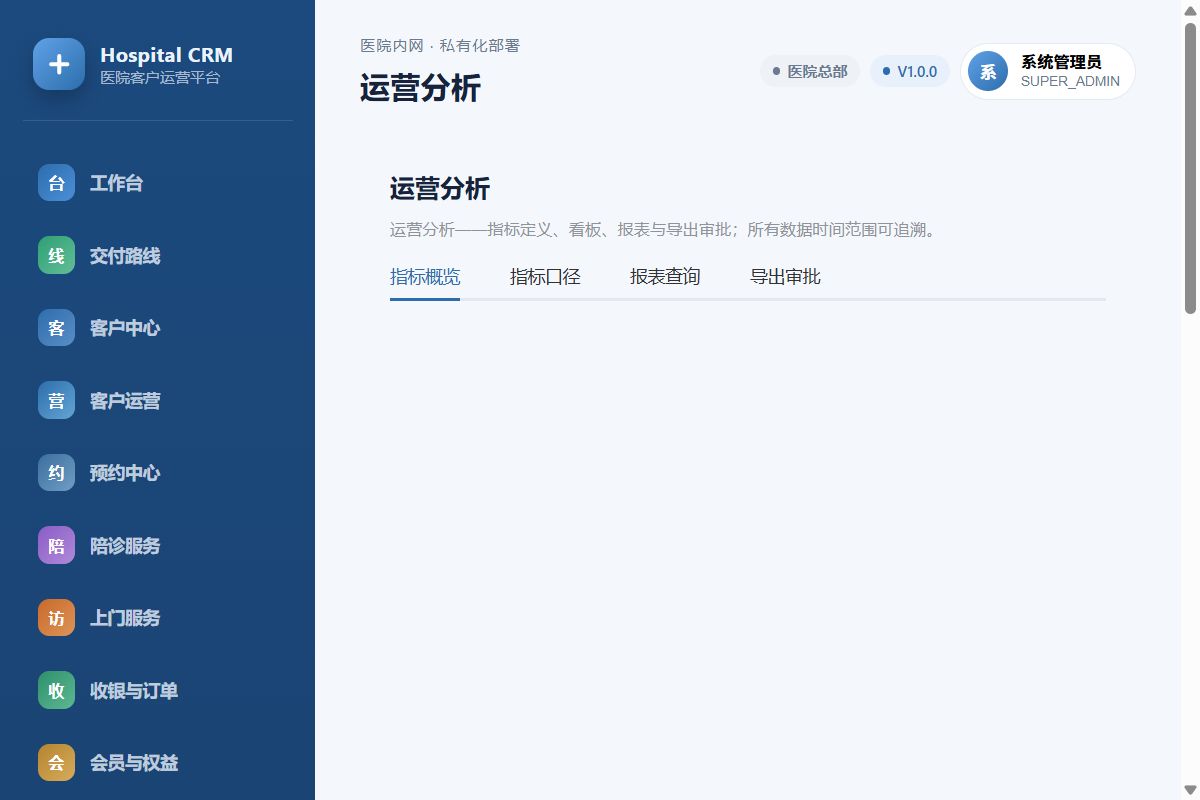 Hospital CRM
医院客户运营平台
台 工作台
线 交付路线
客 客户中心
营 客户运营
约 预约中心
陪 陪诊服务
访 上门服务
收 收银与订单
会 会员与权益
医院内网 · 私有化部署
运营分析
医院总部
V1.0.0
系 系统管理员
SUPER_ADMIN
运营分析
运营分析——指标定义、看板、报表与导出审批；所有数据时间范围可追溯。
指标概览 指标口径 报表查询 导出审批